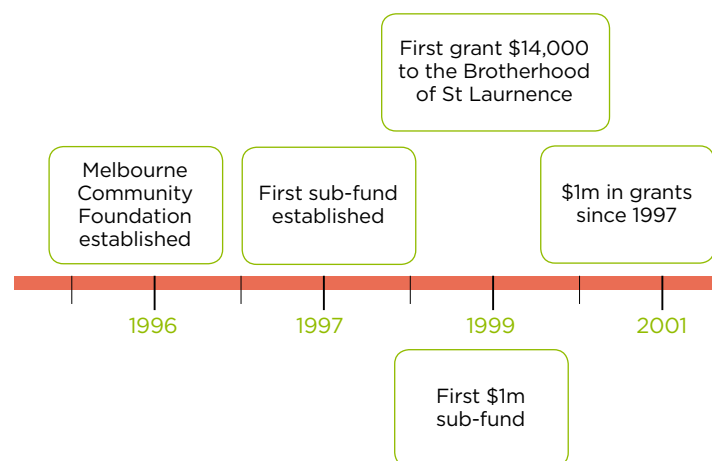 First grant $14,000
to the Brotherhood
of St Laurnence
Melbourne
Community
Foundation
established
First sub-fund
established
$1m in grants
since 1997
1996
1997
1999
2001
First $1m
sub-fund